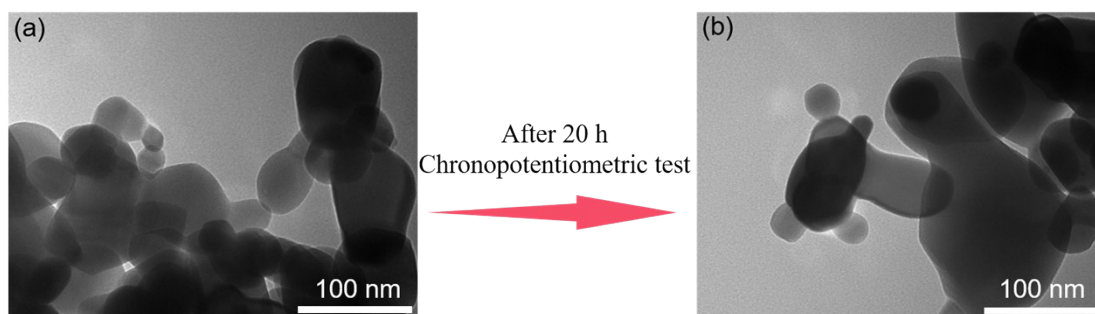 (a)
100 nm
After 20 h
Chronopotentiometric test
(b)
100 nm